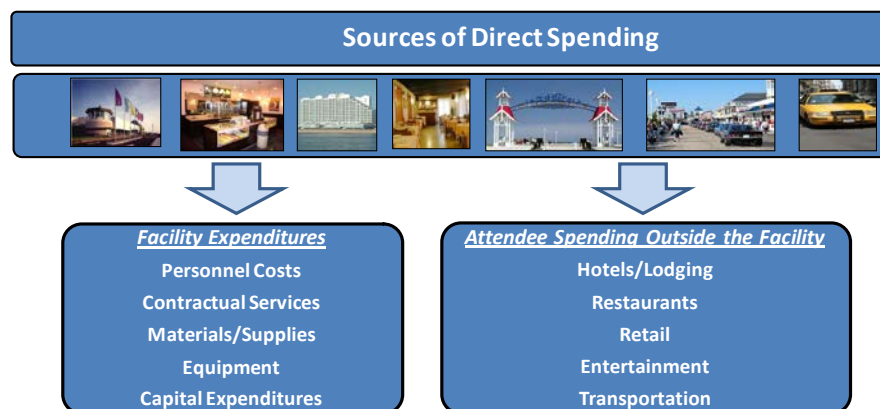 Sources of Direct Spending
Facility Expenditures
Personnel Costs
Contractual Services
Materials/Supplies
Equipment
Capital Expenditures
Attendee Spending Outside the Facility
Hotels/Lodging
Restaurants
Retail
Entertainment
Transportation